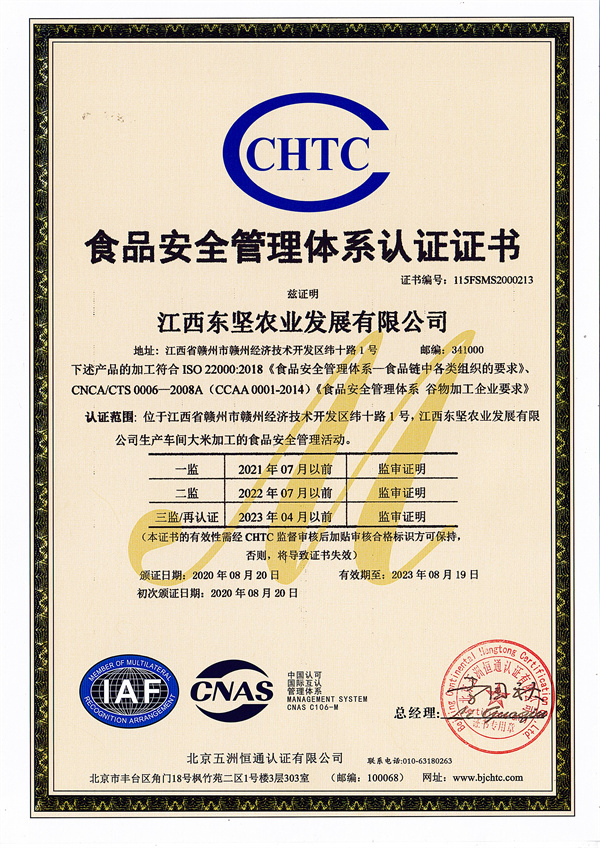 CHTC
食品安全管理体系认证证书
证书编号：115FSMS2000213
兹证明
江西东坚农业发展有限公司
地址：江西省赣州市赣州经济技术开发区纬十路1号 邮编：341000
下述产品的加工符合 ISO 22000:2018《食品安全管理体系—食品链中各类组织的要求》、
CNCA/CTS 0006—2008A（CCAA 0001-2014）《食品安全管理体系 谷物加工企业要求》
认证范围: 位于江西省赣州市赣州经济技术开发区纬十路1号，江西东坚农业发展有限
公司生产车间大米加工的食品安全管理活动。
一监 2021年07月以前 监审证明
二监 2022年07月以前 监审证明
三监/再认证 2023年04月以前 监审证明
（本证书的有效性需经CHTC监督审核后加贴审核合格标识方可保持，
否则，将导致证书失效）
颁证日期：2020年08月20日 有效期至：2023年08月19日
初次颁证日期：2020年08月20日
MEMBER OF MULTILATERAL
IAF
RECOGNITION ARRANGEMENT
CNAS
中国认可
国际互认
管理体系
MANAGEMENT SYSTEM
CNAS C106-M
总经理：
Beijing Continental Hengtong Certification
证书专用章
北京五洲恒通认证有限公司 联系电话:010-63180263
北京市丰台区角门18号枫竹苑二区1号楼3层303室 （邮编：100068） 网址：www.bjchtc.com